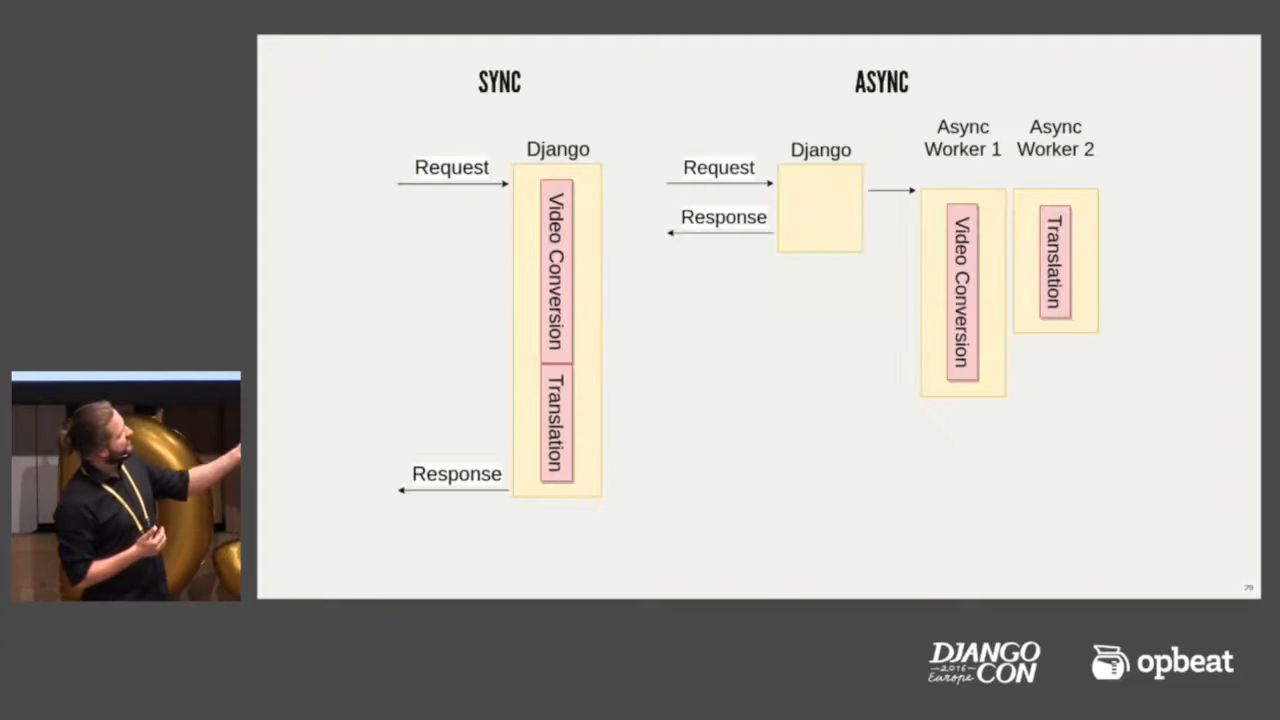 SYNC
ASYNC
Django
Request
Video Conversion
Translation
Response
Django
Request
Response
Async
Worker 1
Video Conversion
Async
Worker 2
Translation
29
DJANGO
2016
Europe CON
opbeat